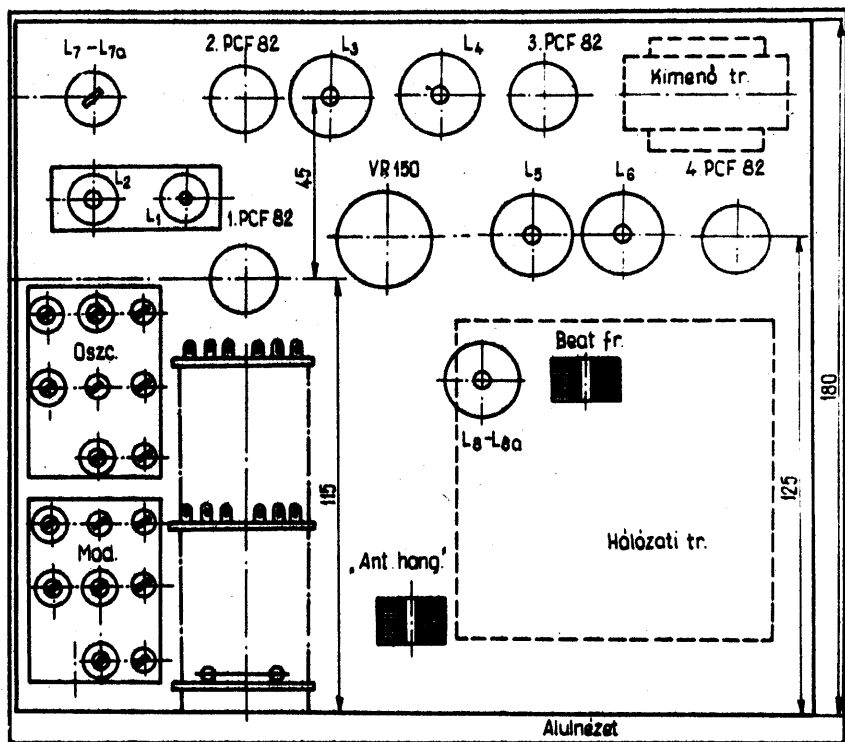 L7-L7a
2. PCF 82
L3
L4
3. PCF 82
Kimenő tr.
L2
L1
1. PCF 82
45
VR 150
L5
L6
4. PCF 82
Oszc.
Beat fr.
L8-L8a
180
115
125
Mod.
„Ant. hang."
Hálózati tr.
Alulnézet